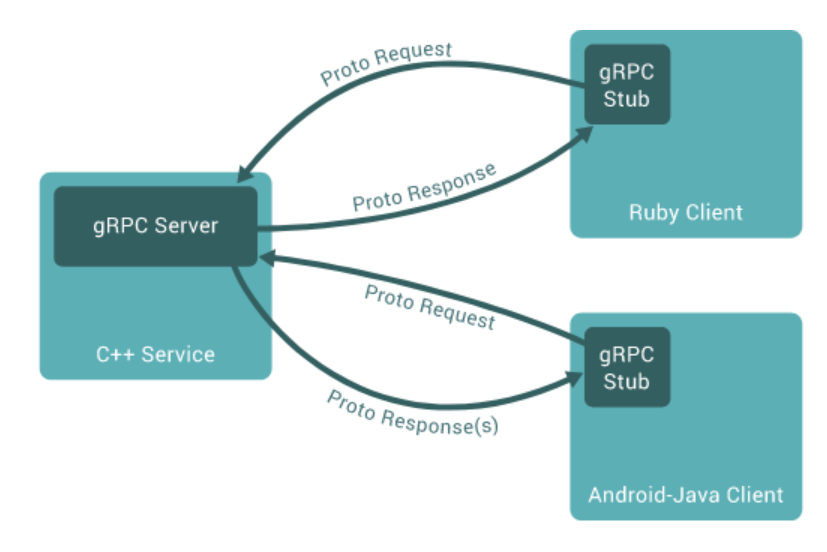 Proto Request
gRPC
Stub
Proto Response
Ruby Client
gRPC Server
C++ Service
Proto Request
gRPC
Stub
Proto Response(s)
Android-Java Client